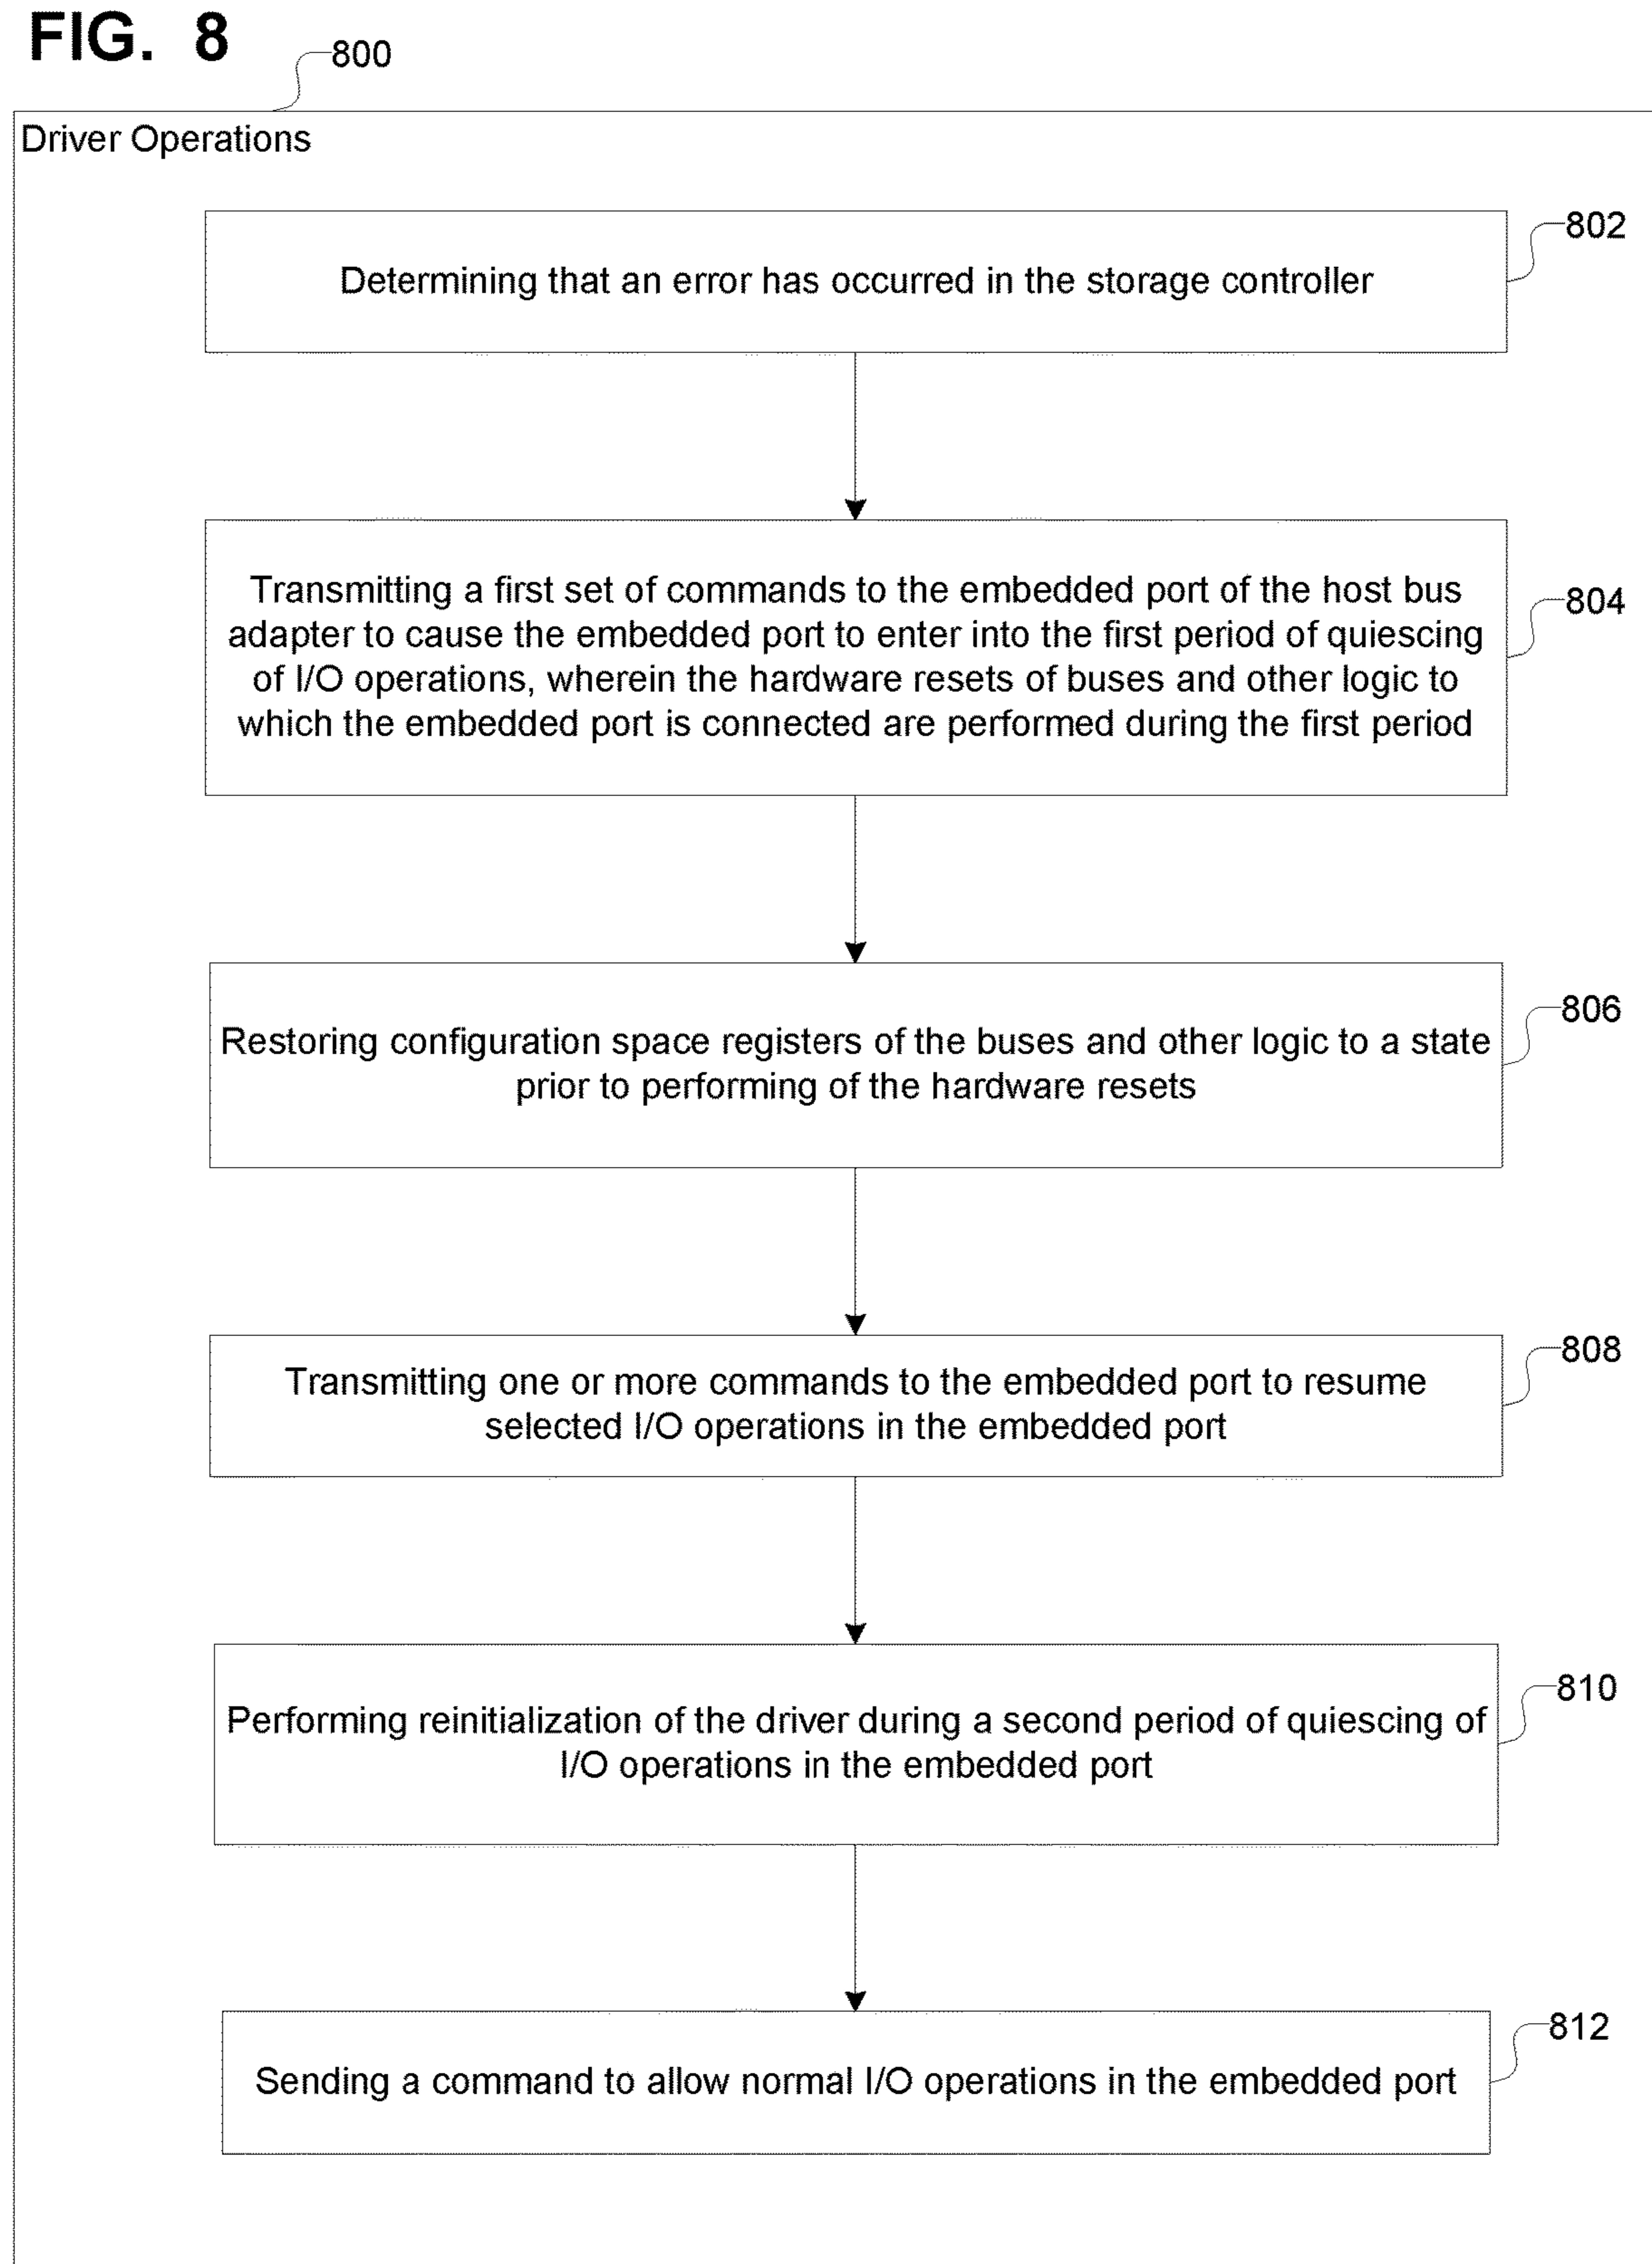 FIG. 8
800
Driver Operations
802
Determining that an error has occurred in the storage controller
804
Transmitting a first set of commands to the embedded port of the host bus
adapter to cause the embedded port to enter into the first period of quiescing
of I/O operations, wherein the hardware resets of buses and other logic to
which the embedded port is connected are performed during the first period
806
Restoring configuration space registers of the buses and other logic to a state
prior to performing of the hardware resets
808
Transmitting one or more commands to the embedded port to resume
selected I/O operations in the embedded port
810
Performing reinitialization of the driver during a second period of quiescing of
I/O operations in the embedded port
812
Sending a command to allow normal I/O operations in the embedded port